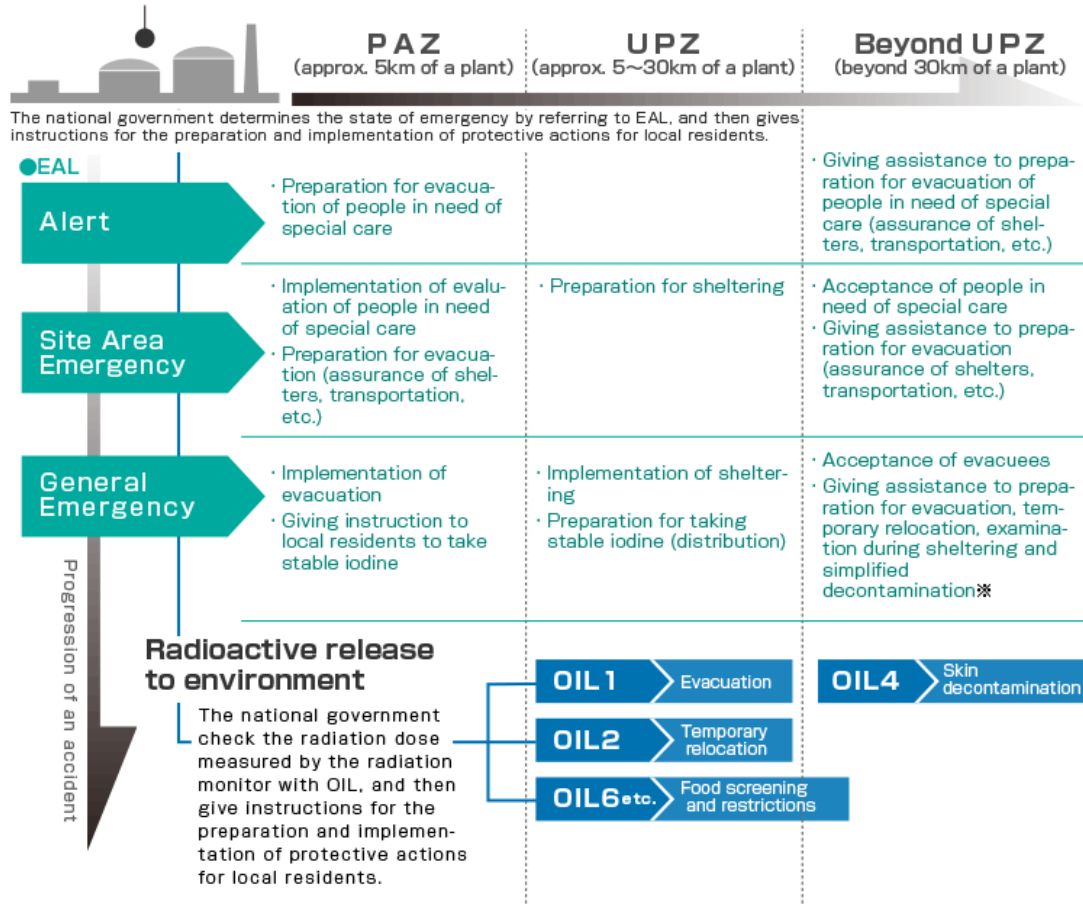 PAZ
(approx. 5km of a plant)
UPZ
(approx. 5～30km of a plant)
Beyond UPZ
(beyond 30km of a plant)
The national government determines the state of emergency by referring to EAL, and then gives
instructions for the preparation and implementation of protective actions for local residents.
●EAL
Alert
・Preparation for evacua-
tion of people in need of
special care
・Giving assistance to prepa-
ration for evacuation of
people in need of special
care (assurance of shel-
ters, transportation, etc.)
Site Area
Emergency
・Implementation of evalu-
ation of people in need
of special care
・Preparation for evacua-
tion (assurance of shel-
ters, transportation,
etc.)
・Preparation for sheltering
・Acceptance of people in
need of special care
・Giving assistance to prepa-
ration for evacuation
(assurance of shelters,
transportation, etc.)
General
Emergency
・Implementation of
evacuation
・Giving instruction to
local residents to take
stable iodine
・Implementation of shelter-
ing
・Preparation for taking
stable iodine (distribution)
・Acceptance of evacuees
・Giving assistance to prepa-
ration for evacuation, tem-
porary relocation, examina-
tion during sheltering and
simplified
decontamination※
Progression of an accident
Radioactive release
to environment
The national government
check the radiation dose
measured by the radiation
monitor with OIL, and then
give instructions for the
preparation and implemen-
tation of protective actions
for local residents.
OIL1
Evacuation
OIL2
Temporary
relocation
OIL6 etc.
Food screening
and restrictions
OIL4
Skin
decontamination